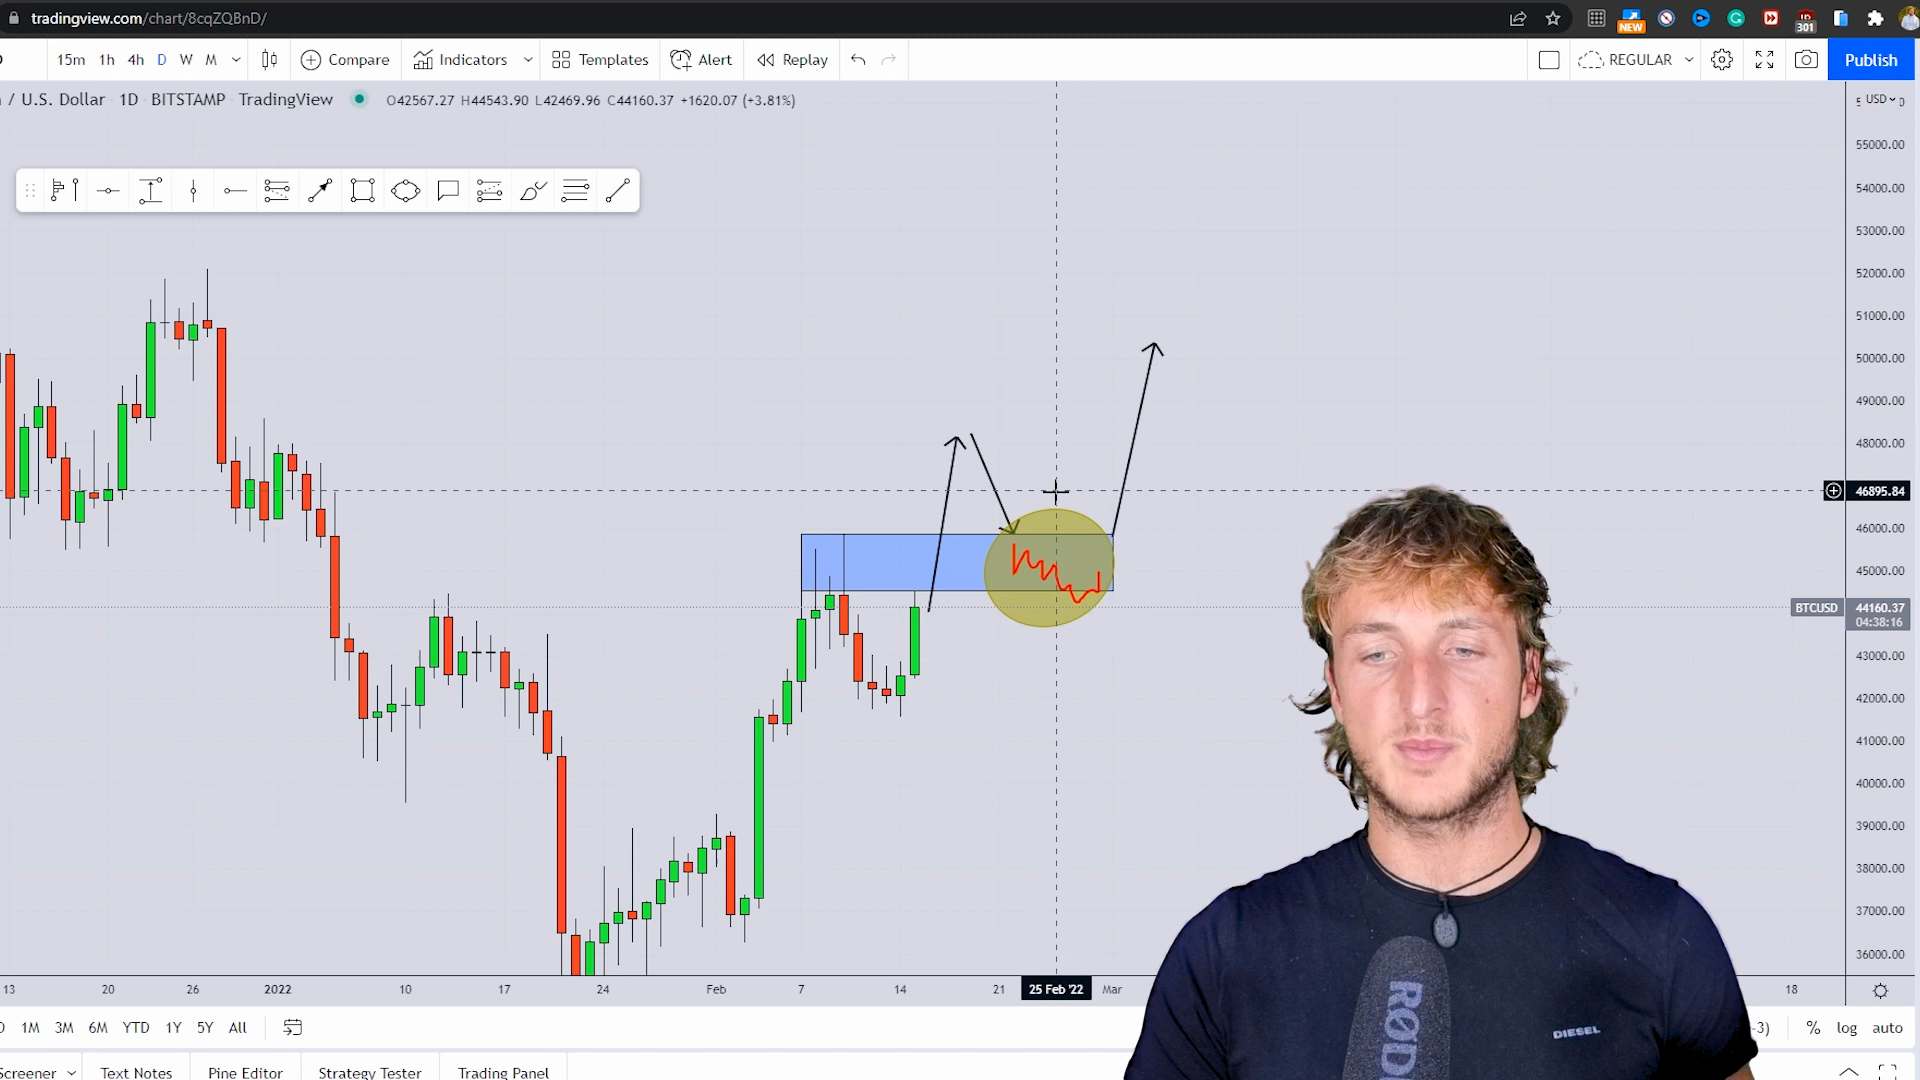 tradingview.com/chart/8cqZQBnD/
NEW
301
15m 1h 4h D W M Compare Indicators Templates Alert Replay REGULAR Publish
/ U.S. Dollar 1D BITSTAMP TradingView O42567.27 H44543.90 L42469.96 C44160.37 +1620.07 (+3.81%)
USD
55000.00
54000.00
53000.00
52000.00
51000.00
50000.00
49000.00
48000.00
46895.84
46000.00
45000.00
BTCUSD 44160.37
04:38:16
43000.00
42000.00
41000.00
40000.00
39000.00
38000.00
37000.00
36000.00
13 20 26 2022 10 17 24 Feb 7 14 21 25 Feb '22 Mar 18
1M 3M 6M YTD 1Y 5Y All -3) % log auto
Screener Text Notes Pine Editor Strategy Tester Trading Panel
RØDE
DIESEL